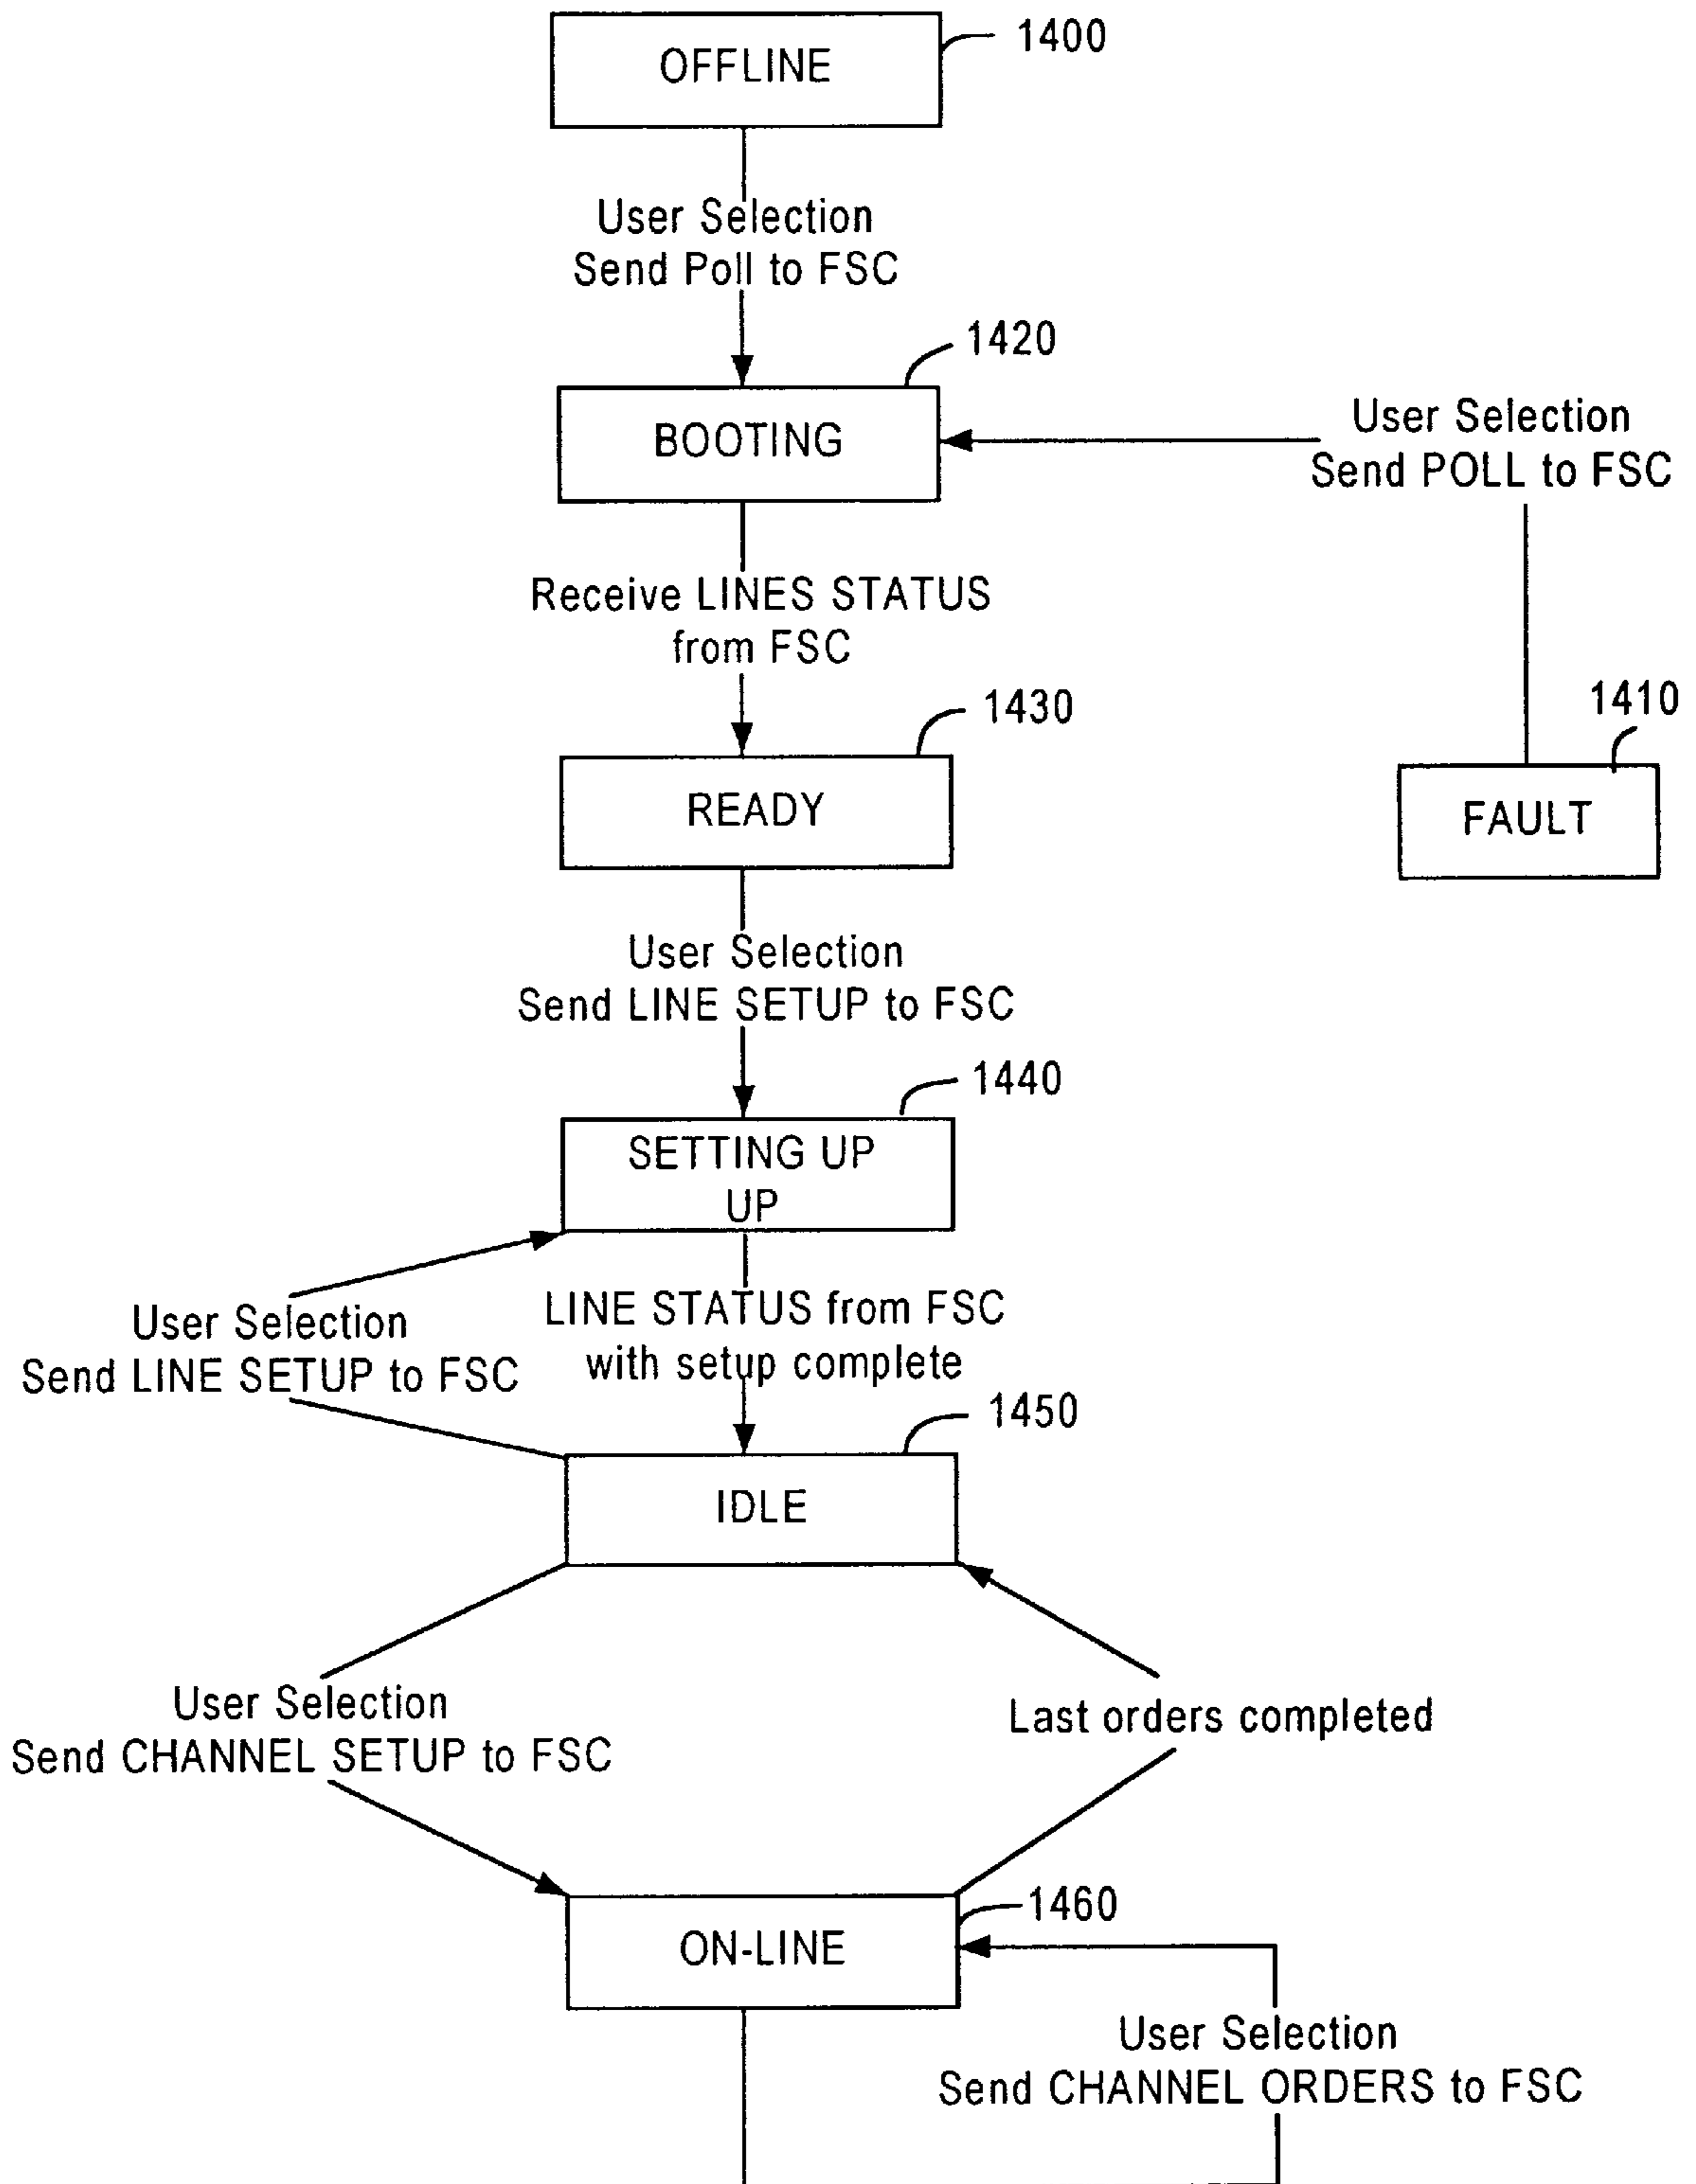 OFFLINE
1400
User Selection
Send Poll to FSC
1420
BOOTING
User Selection
Send POLL to FSC
Receive LINES STATUS
from FSC
1430
READY
1410
FAULT
User Selection
Send LINE SETUP to FSC
1440
SETTING UP
UP
User Selection
Send LINE SETUP to FSC
LINE STATUS from FSC
with setup complete
1450
IDLE
User Selection
Send CHANNEL SETUP to FSC
Last orders completed
1460
ON-LINE
User Selection
Send CHANNEL ORDERS to FSC